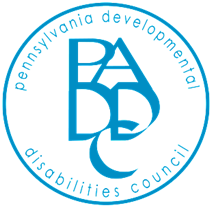 pennsylvania developmental
PADDC
disabilities council